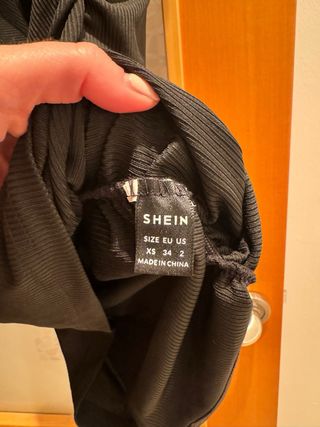 SHEIN
SIZE EU US
XS 34 2
MADE IN CHINA